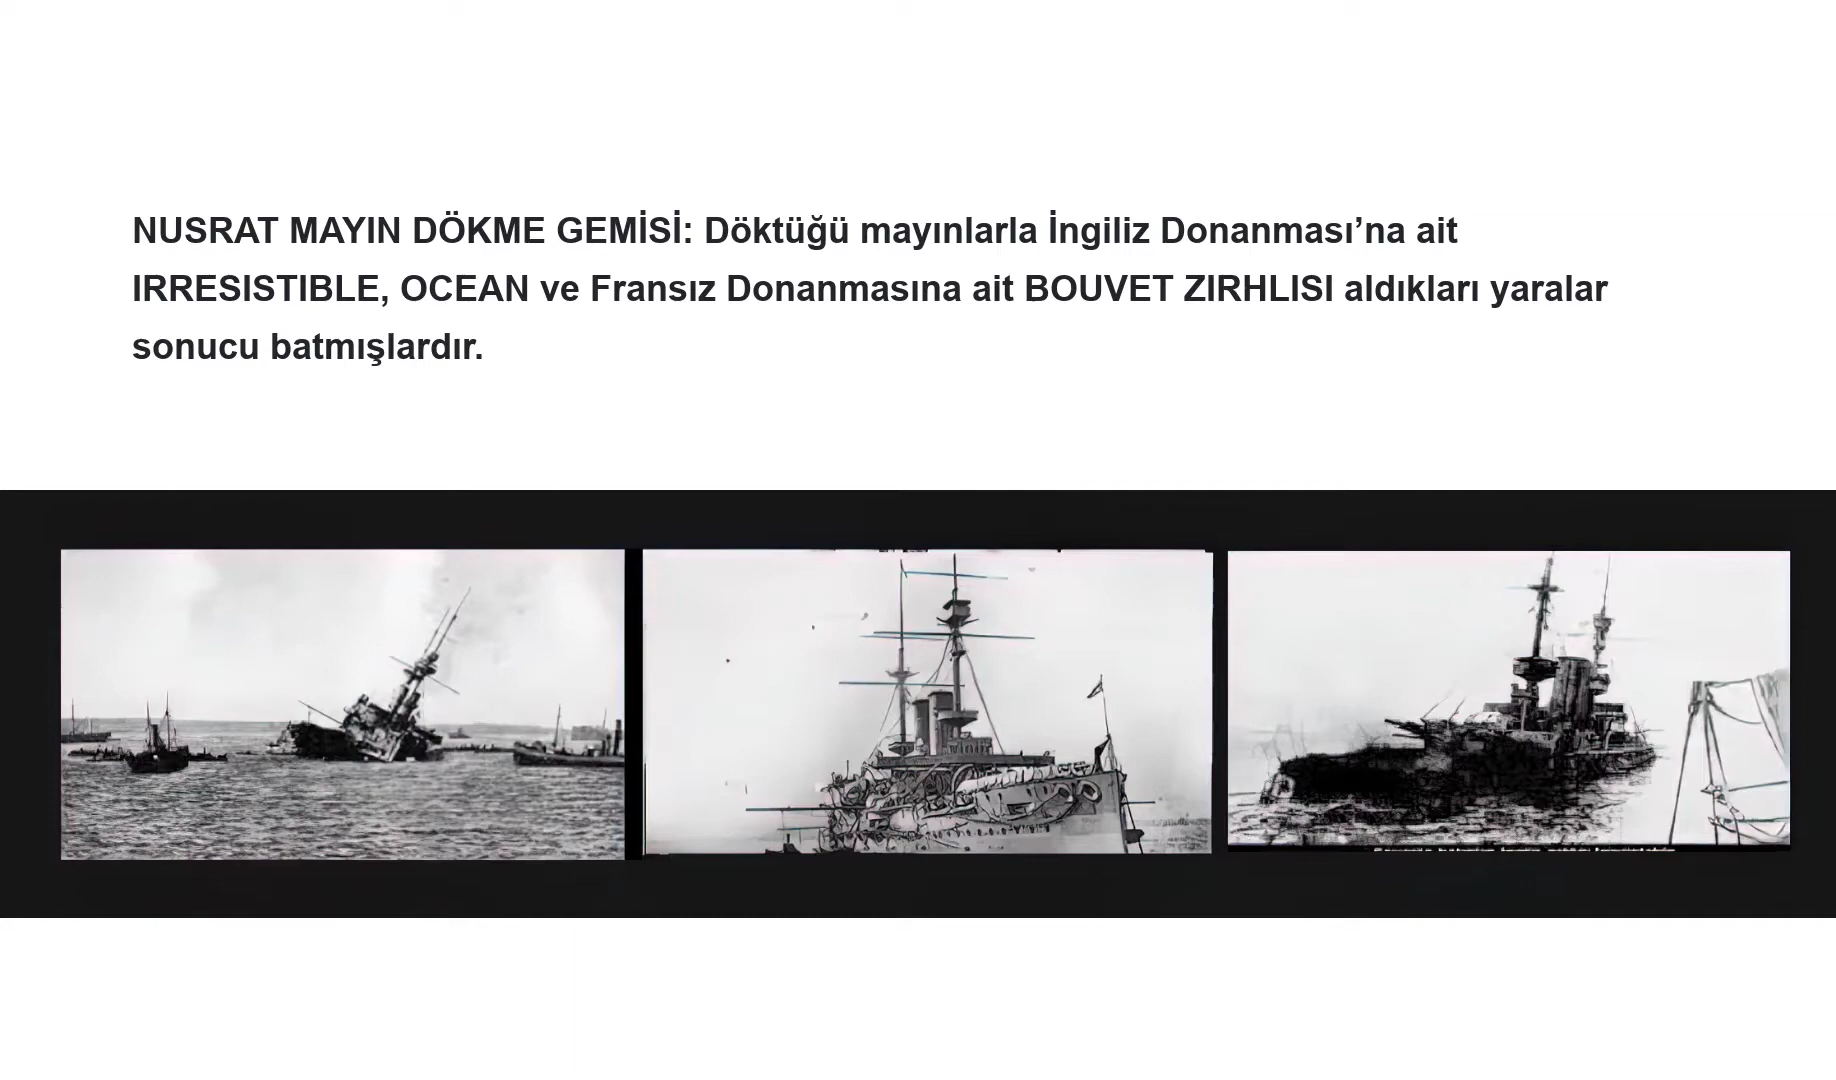 NUSRAT MAYIN DÖKME GEMİSİ: Döktüğü mayınlarla İngiliz Donanması’na ait
IRRESISTIBLE, OCEAN ve Fransız Donanmasına ait BOUVET ZIRHLISI aldıkları yaralar
sonucu batmışlardır.